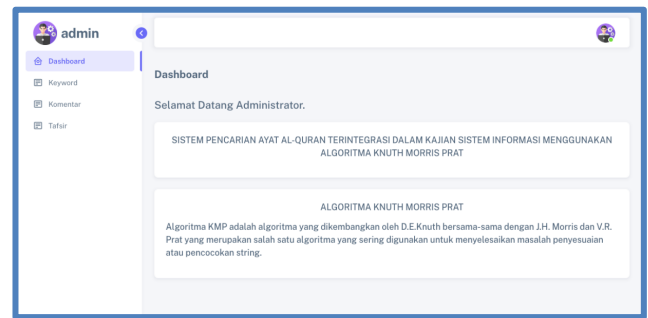 admin
Dashboard
Keyword
Komentar
Tafsir
Dashboard
Selamat Datang Administrator.
SISTEM PENCARIAN AYAT AL-QURAN TERINTEGRASI DALAM KAJIAN SISTEM INFORMASI MENGGUNAKAN
ALGORITMA KNUTH MORRIS PRAT
ALGORITMA KNUTH MORRIS PRAT
Algoritma KMP adalah algoritma yang dikembangkan oleh D.E.Knuth bersama-sama dengan J.H. Morris dan V.R.
Prat yang merupakan salah satu algoritma yang sering digunakan untuk menyelesaikan masalah penyesuaian
atau pencocokan string.